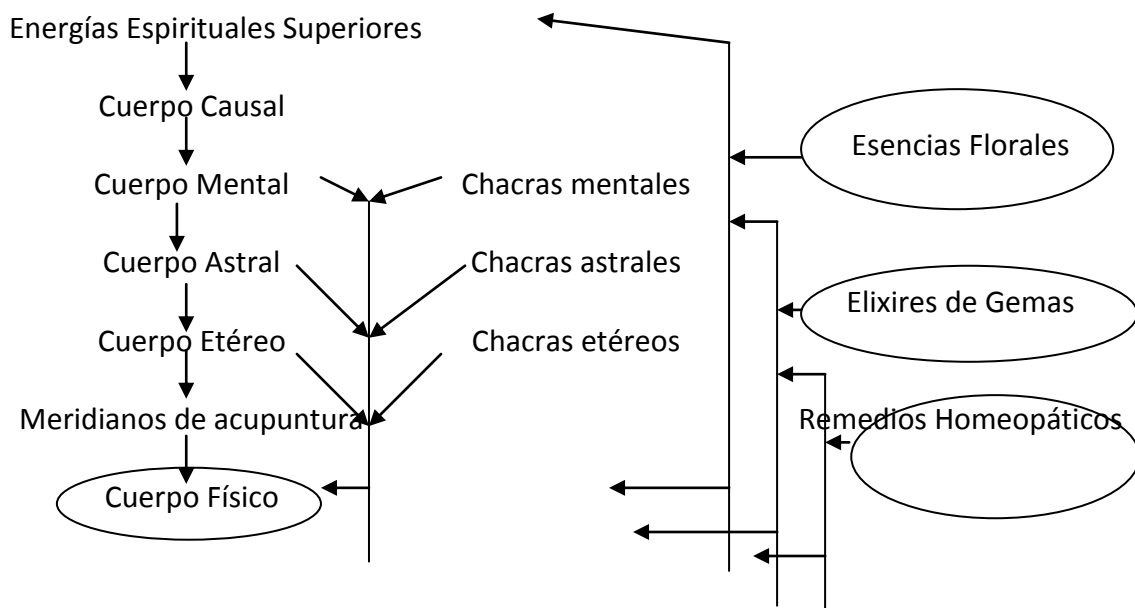 Energías Espirituales Superiores
Cuerpo Causal
Esencias Florales
Cuerpo Mental
Chacras mentales
Cuerpo Astral
Chacras astrales
Elixires de Gemas
Cuerpo Etéreo
Chacras etéreos
Meridianos de acupuntura
Remedios Homeopáticos
Cuerpo Físico